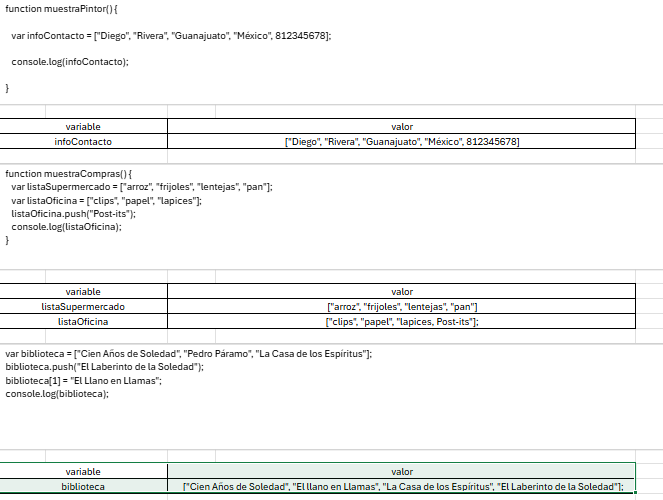 function muestraPintor() {
var infoContacto = ["Diego", "Rivera", "Guanajuato", "México", 812345678];
console.log(infoContacto);
}
variable valor
infoContacto ["Diego", "Rivera", "Guanajuato", "México", 812345678]
function muestraCompras() {
var listaSupermercado = ["arroz", "frijoles", "lentejas", "pan"];
var listaOficina = ["clips", "papel", "lapices"];
listaOficina.push("Post-its");
console.log(listaOficina);
}
variable valor
listaSupermercado ["arroz", "frijoles", "lentejas", "pan"]
listaOficina ["clips", "papel", "lapices, Post-its"];
var biblioteca = ["Cien Años de Soledad", "Pedro Páramo", "La Casa de los Espíritus"];
biblioteca.push("El Laberinto de la Soledad");
biblioteca[1] = "El Llano en Llamas";
console.log(biblioteca);
variable valor
biblioteca ["Cien Años de Soledad", "El llano en Llamas", "La Casa de los Espíritus", "El Laberinto de la Soledad"];